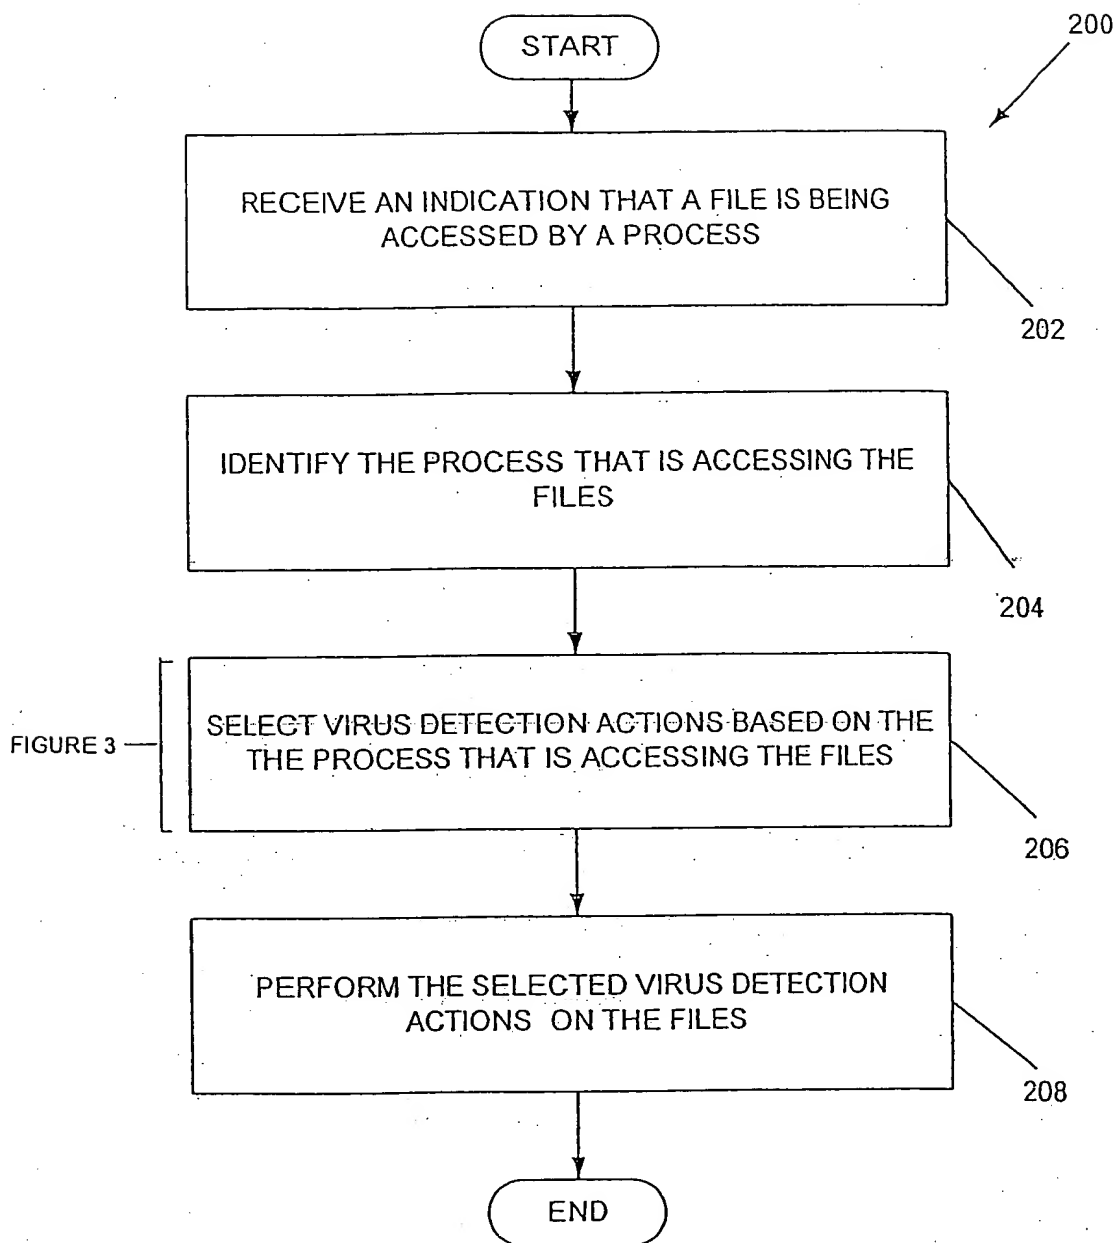 START
200
RECEIVE AN INDICATION THAT A FILE IS BEING
ACCESSED BY A PROCESS
202
IDENTIFY THE PROCESS THAT IS ACCESSING THE
FILES
204
FIGURE 3
SELECT VIRUS DETECTION ACTIONS BASED ON THE
THE PROCESS THAT IS ACCESSING THE FILES
206
PERFORM THE SELECTED VIRUS DETECTION
ACTIONS ON THE FILES
208
END